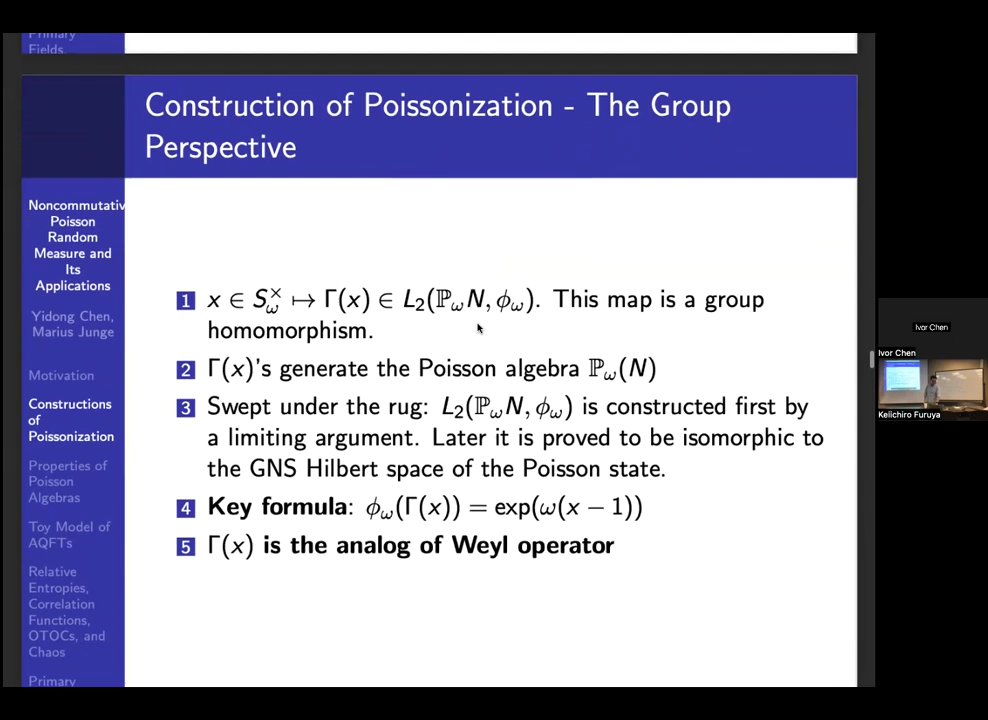 Primary
Fields,
Construction of Poissonization - The Group
Perspective
Noncommutativ
Poisson
Random
Measure and
Its
Applications
Yidong Chen,
Marius Junge
Motivation
Constructions
of
Poissonization
Properties of
Poisson
Algebras
Toy Model of
AQFTs
Relative
Entropies,
Correlation
Functions,
OTOCs, and
Chaos
Primary
1 x ∈ S_ω^× ↦ Γ(x) ∈ L₂(ℙ_ωN, ϕ_ω). This map is a group
homomorphism.
2 Γ(x)'s generate the Poisson algebra ℙ_ω(N)
3 Swept under the rug: L₂(ℙ_ωN, ϕ_ω) is constructed first by
a limiting argument. Later it is proved to be isomorphic to
the GNS Hilbert space of the Poisson state.
4 Key formula: ϕ_ω(Γ(x)) = exp(ω(x − 1))
5 Γ(x) is the analog of Weyl operator
Ivor Chen
Ivor Chen
Keiichiro Furuya